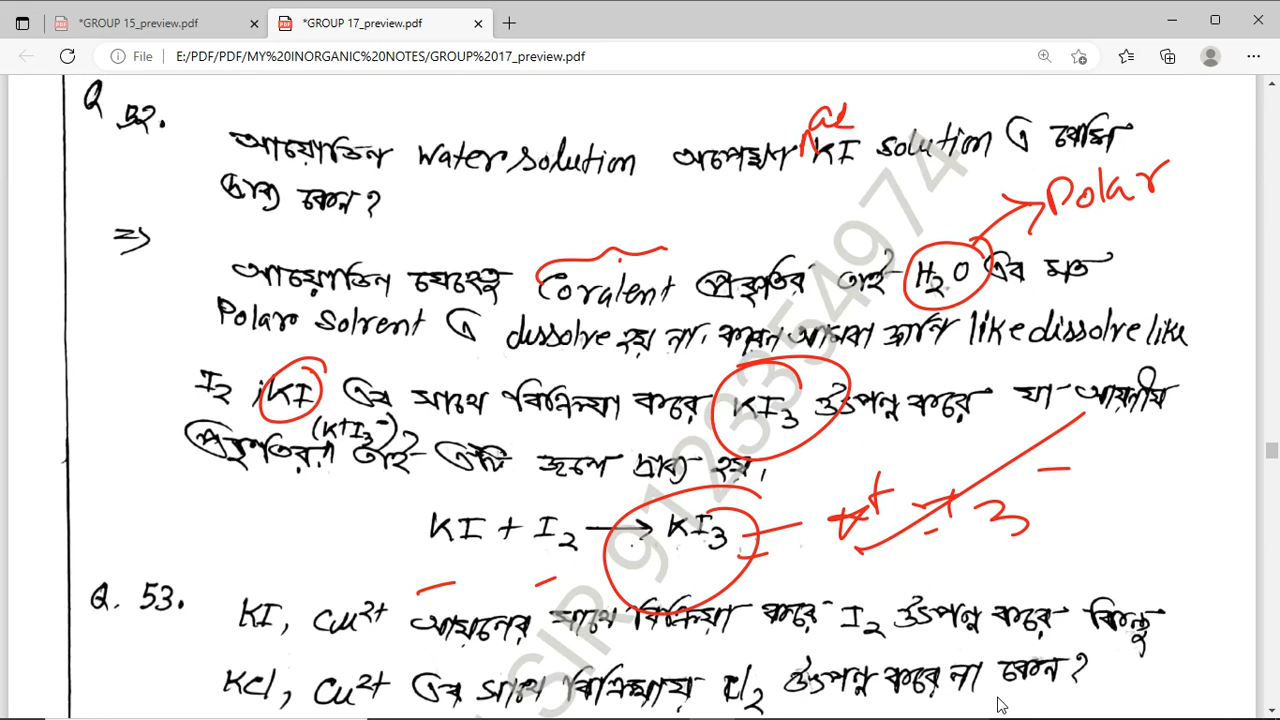 *GROUP 15_preview.pdf
*GROUP 17_preview.pdf
File E:/PDF/PDF/MY%20INORGANIC%20NOTES/GROUP%2017_preview.pdf
Q 52.
আয়োডিন Water solution অপেক্ষা aq KI solution এ বেশি
দ্রাব্য কেন?
Polar
=>
আয়োডিন যেহেতু Covalent প্রকৃতির তাই H2O এর মত
Polar Solvent এ dissolve হয় না, কারন আমরা জানি like dissolve like
I2, KI এর সাথে বিক্রিয়া করে KI3 উৎপন্ন করে যা আয়নীয়
প্রকৃতির। (K+I3-) তাই এটি জলে দ্রাব্য হয়।
KI + I2 → KI3
Q. 53.
KI, Cu2+ আয়নের সাথে বিক্রিয়া করে I2 উৎপন্ন করে কিন্তু
KCl, Cu2+ এর সাথে বিক্রিয়ায় Cl2 উৎপন্ন করে না কেন?
SIR 9123354974